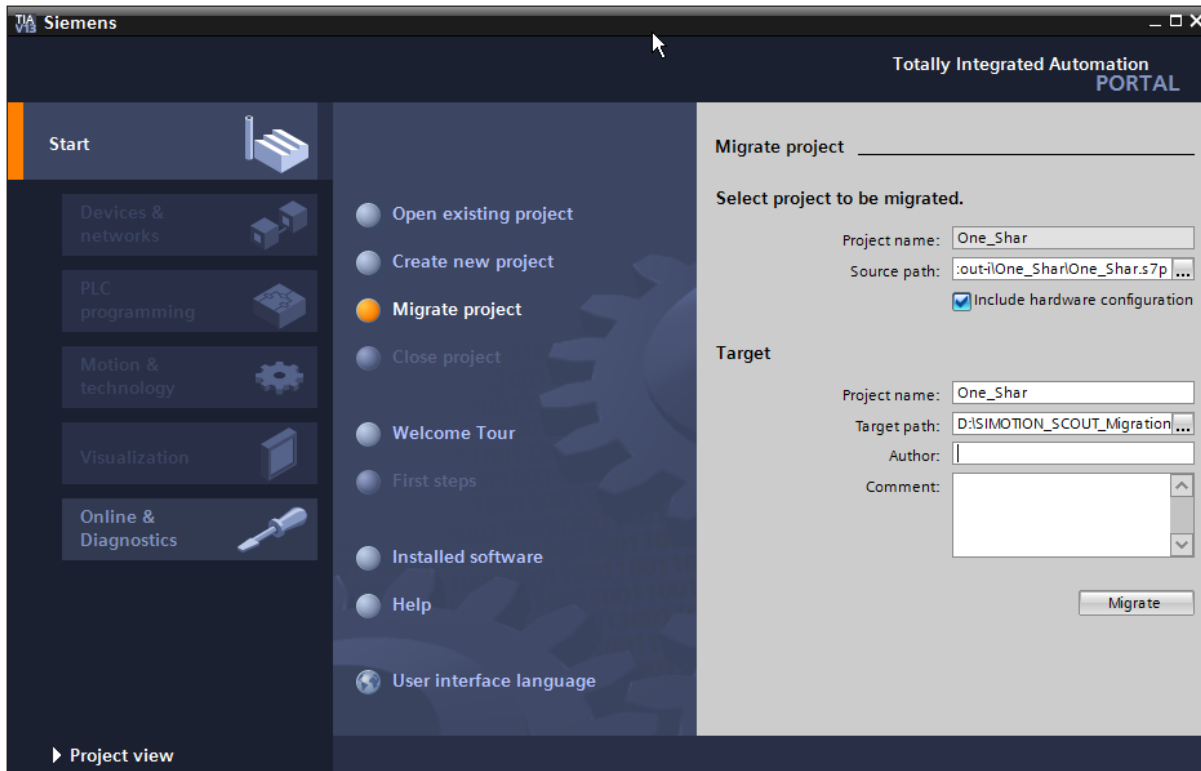 TIA
V13 Siemens
Totally Integrated Automation
PORTAL
Start
Devices &
networks
PLC
programming
Motion &
technology
Visualization
Online &
Diagnostics
Project view
Open existing project
Create new project
Migrate project
Close project
Welcome Tour
First steps
Installed software
Help
User interface language
Migrate project
Select project to be migrated.
Project name: One_Shar
Source path: :out-i\One_Shar\One_Shar.s7p ...
Include hardware configuration
Target
Project name: One_Shar
Target path: D:\SIMOTION_SCOUT_Migration ...
Author:
Comment:
Migrate